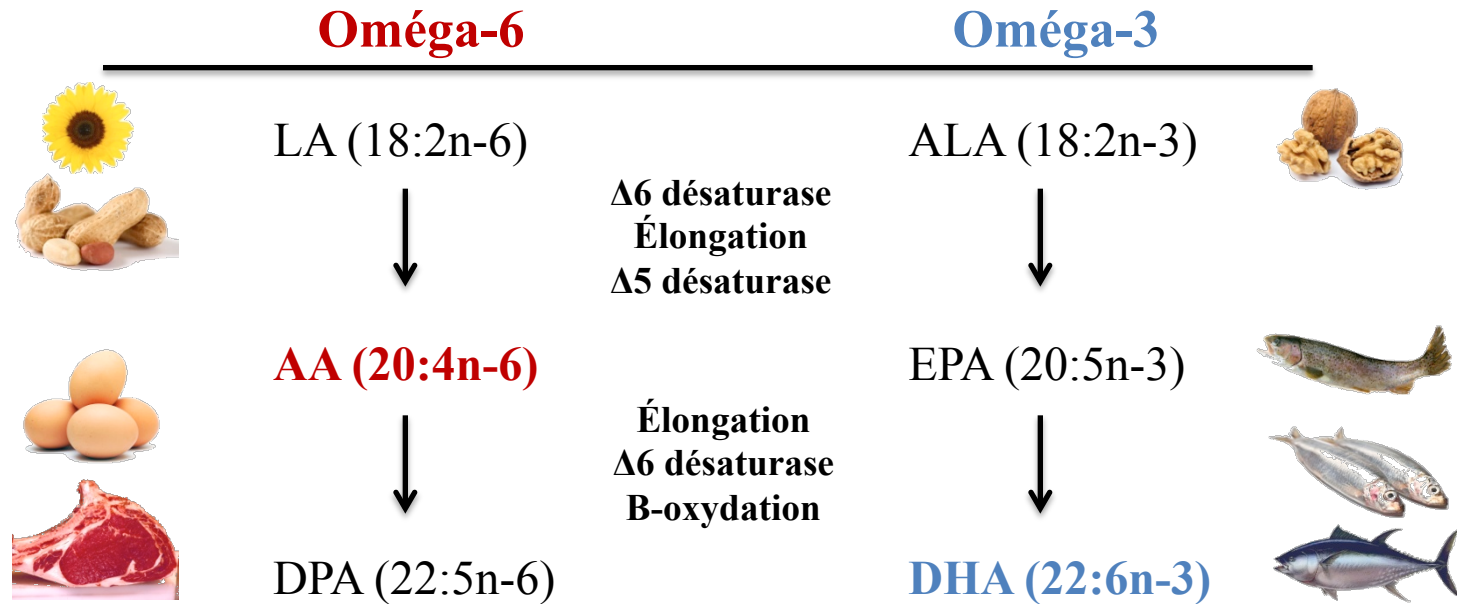 Oméga-6 Oméga-3
LA (18:2n-6) ALA (18:2n-3)
Δ6 désaturase
Élongation
Δ5 désaturase
AA (20:4n-6) EPA (20:5n-3)
Élongation
Δ6 désaturase
B-oxydation
DPA (22:5n-6) DHA (22:6n-3)